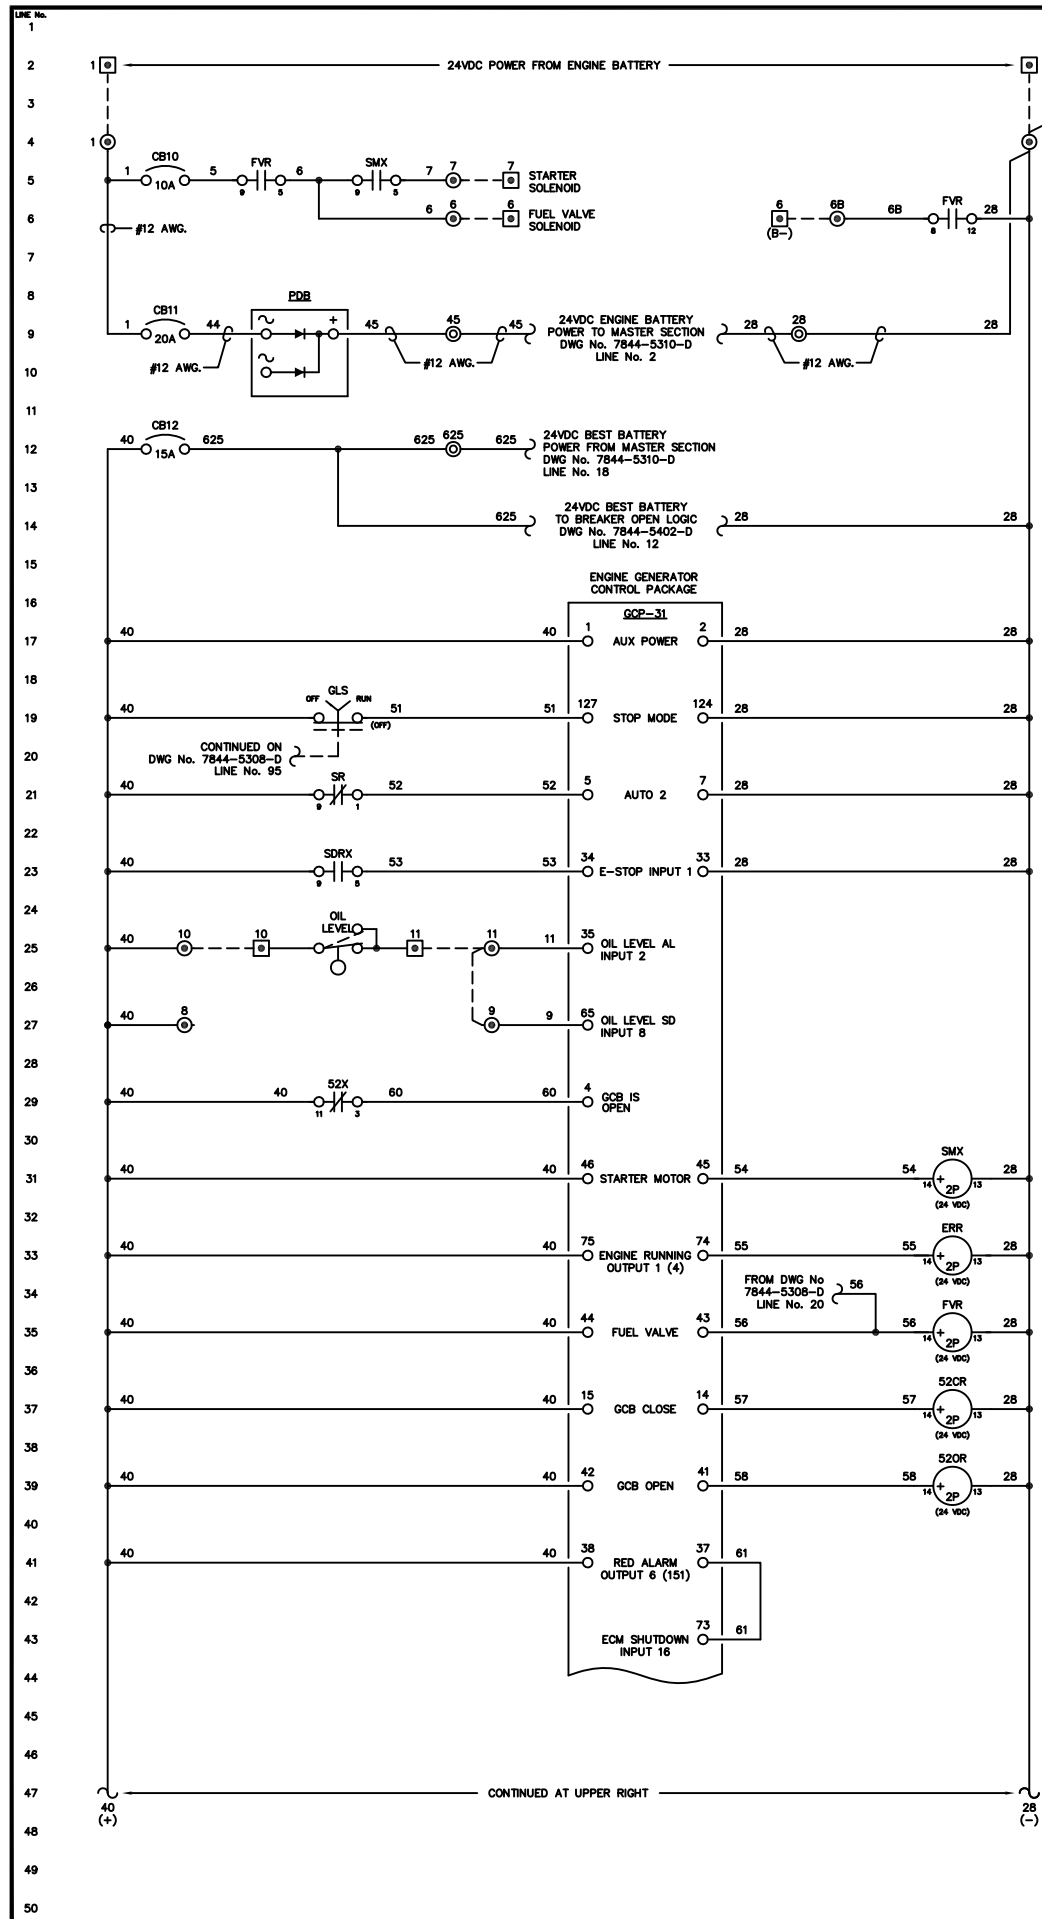 LINE No.
1
2 1 24VDC POWER FROM ENGINE BATTERY
3
4 1
CB10 FVR SMX 7 7
5 1 10A 5 9 5 6 9 5 7 STARTER
SOLENOID
6 6 6 6 FUEL VALVE
SOLENOID
6 6B 6B FVR 28
(B-) 8 12
#12 AWG.
7
8
PDB
CB11
9 1 20A 44 + 45 45 45 24VDC ENGINE BATTERY
POWER TO MASTER SECTION
DWG No. 7844-5310-D
LINE No. 2
28 28 28
#12 AWG. #12 AWG. #12 AWG.
10
11
CB12
12 40 15A 625 625 625 625 24VDC BEST BATTERY
POWER FROM MASTER SECTION
DWG No. 7844-5310-D
LINE No. 18
13
14 625 24VDC BEST BATTERY
TO BREAKER OPEN LOGIC
DWG No. 7844-5402-D
LINE No. 12
28 28
15
ENGINE GENERATOR
CONTROL PACKAGE
16
GCP-31
17 40 40 1 AUX POWER 2 28 28
18
GLS
OFF RUN
19 40 (OFF) 51 51 127 STOP MODE 124 28 28
20 CONTINUED ON
DWG No. 7844-5308-D
LINE No. 95
SR
21 40 9 1 52 52 5 AUTO 2 7 28 28
22
SDRX
23 40 9 5 53 53 34 E-STOP INPUT 1 33 28 28
24
OIL
LEVEL
25 40 10 10 11 11 11 35 OIL LEVEL AL
INPUT 2
26
27 40 8 9 9 65 OIL LEVEL SD
INPUT 8
28
52X
29 40 40 11 3 60 60 4 GCB IS
OPEN
30
SMX
31 40 40 46 STARTER MOTOR 45 54 54 14 + 2P 13 28
(24 VDC)
32
ERR
33 40 40 75 ENGINE RUNNING 74 55 55 14 + 2P 13 28
OUTPUT 1 (4)
(24 VDC)
34 FROM DWG No
7844-5308-D
LINE No. 20
56
FVR
35 40 40 44 FUEL VALVE 43 56 56 14 + 2P 13 28
(24 VDC)
36
52CR
37 40 40 15 GCB CLOSE 14 57 57 14 + 2P 13 28
(24 VDC)
38
52OR
39 40 40 42 GCB OPEN 41 58 58 14 + 2P 13 28
(24 VDC)
40
41 40 40 38 RED ALARM 37 61
OUTPUT 6 (151)
42
43 ECM SHUTDOWN 73 61
INPUT 16
44
45
46
47 CONTINUED AT UPPER RIGHT
40 28
(+) (-)
48
49
50